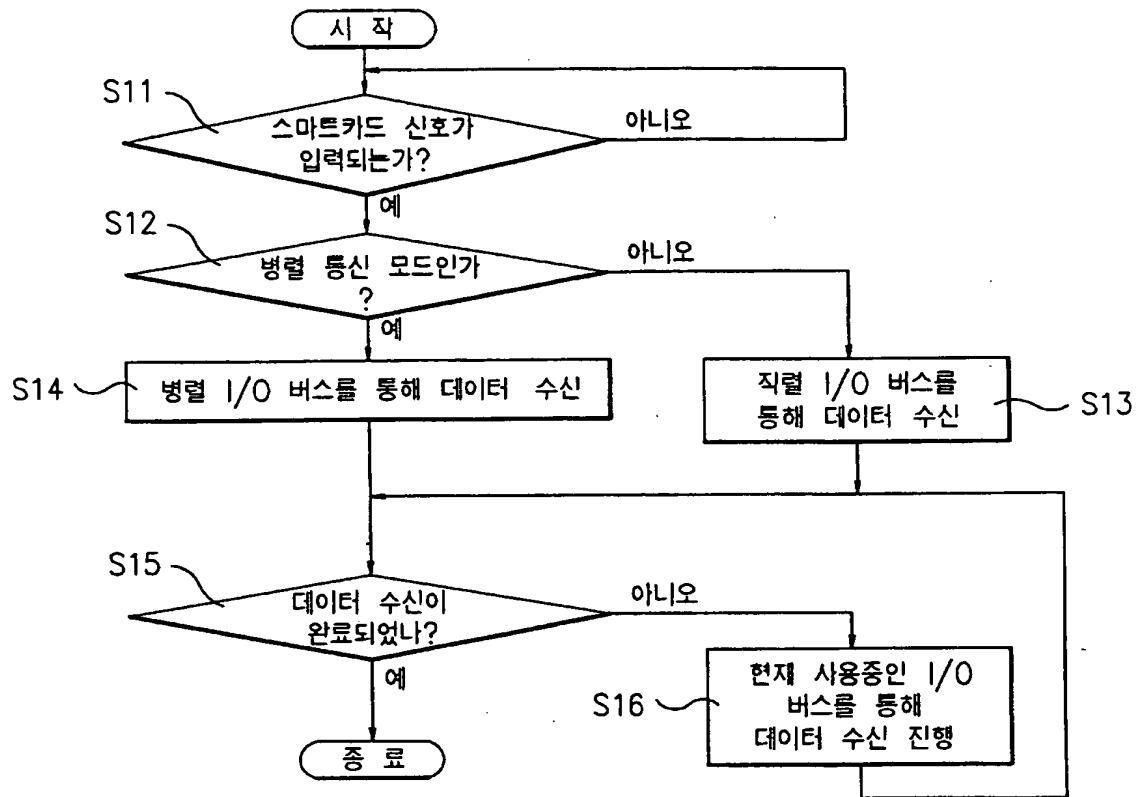 시 작
S11
스마트카드 신호가
입력되는가?
아니오
예
S12
병렬 통신 모드인가
?
아니오
예
S14
병렬 I/O 버스를 통해 데이터 수신
직렬 I/O 버스를
통해 데이터 수신
S13
S15
데이터 수신이
완료되었나?
아니오
예
S16
현재 사용중인 I/O
버스를 통해
데이터 수신 진행
종 료